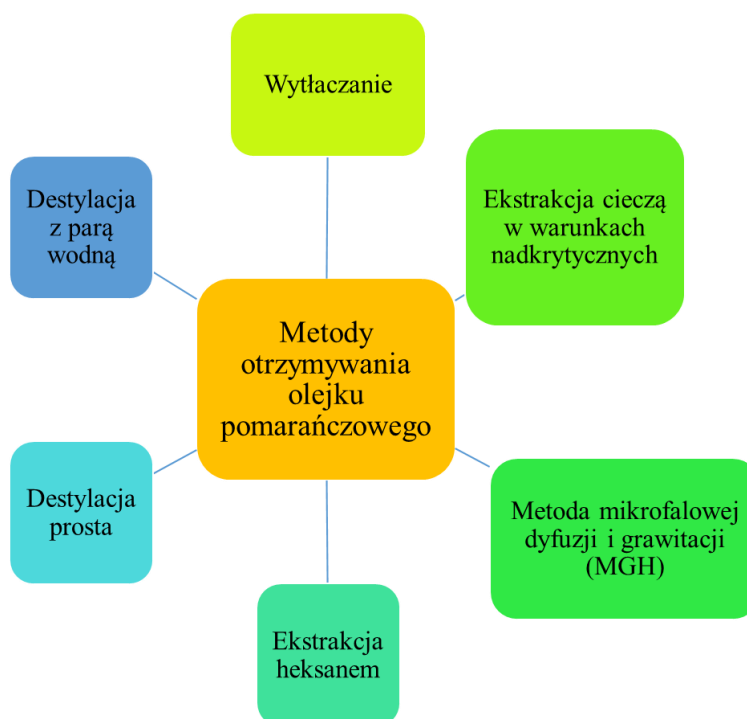 Wytłaczanie
Ekstrakcja cieczą
w warunkach
nadkrytycznych
Destylacja
z parą
wodną
Metody
otrzymywania
olejku
pomarańczowego
Destylacja
prosta
Metoda mikrofalowej
dyfuzji i grawitacji
(MGH)
Ekstrakcja
heksanem